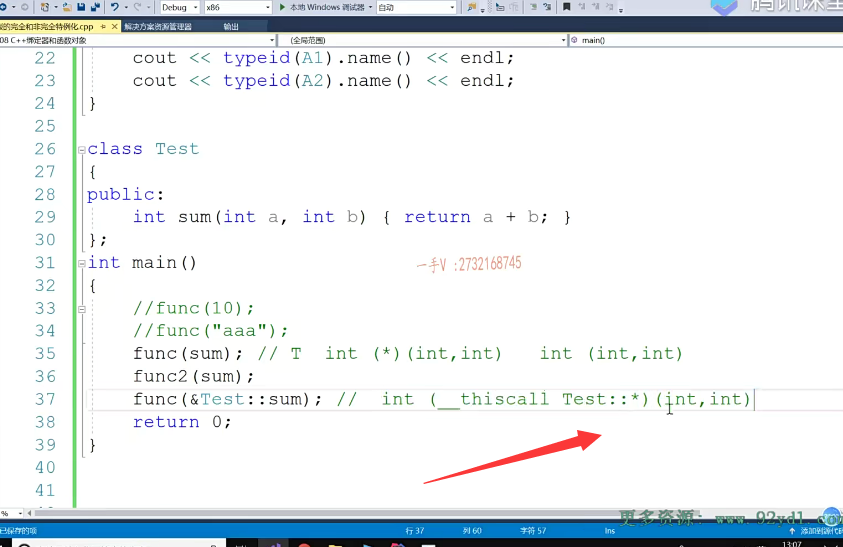 Debug x86 本地 Windows 调试器 自动
的完全和非完全特例化.cpp 解决方案资源管理器 输出
08 C++绑定器和函数对象 (全局范围) main()
22 cout << typeid(A1).name() << endl;
23 cout << typeid(A2).name() << endl;
24 }
25
26 class Test
27 {
28 public:
29 int sum(int a, int b) { return a + b; }
30 };
31 int main()
一手V :2732168745
32 {
33 //func(10);
34 //func("aaa");
35 func(sum); // T int (*)(int,int) int (int,int)
36 func2(sum);
37 func(&Test::sum); // int (__thiscall Test::*)(int,int)
38 return 0;
39 }
40
41
更多资源: www.92vd1.com
已保存的项 行 37 列 60 字符 57 Ins 添加到源代码
13:07